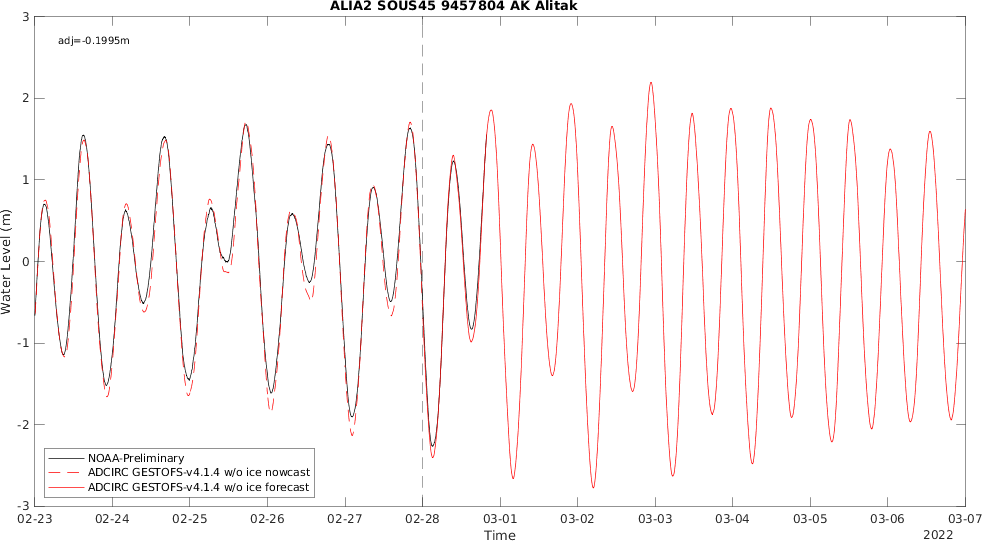 ALIA2 SOUS45 9457804 AK Alitak
adj=-0.1995m
3
2
1
0
-1
-2
-3
Water Level (m)
NOAA-Preliminary
ADCIRC GESTOFS-v4.1.4 w/o ice nowcast
ADCIRC GESTOFS-v4.1.4 w/o ice forecast
02-23 02-24 02-25 02-26 02-27 02-28 03-01 03-02 03-03 03-04 03-05 03-06 03-07
Time
2022